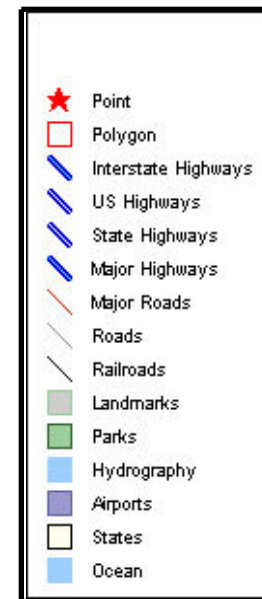 Point
Polygon
Interstate Highways
US Highways
State Highways
Major Highways
Major Roads
Roads
Railroads
Landmarks
Parks
Hydrography
Airports
States
Ocean